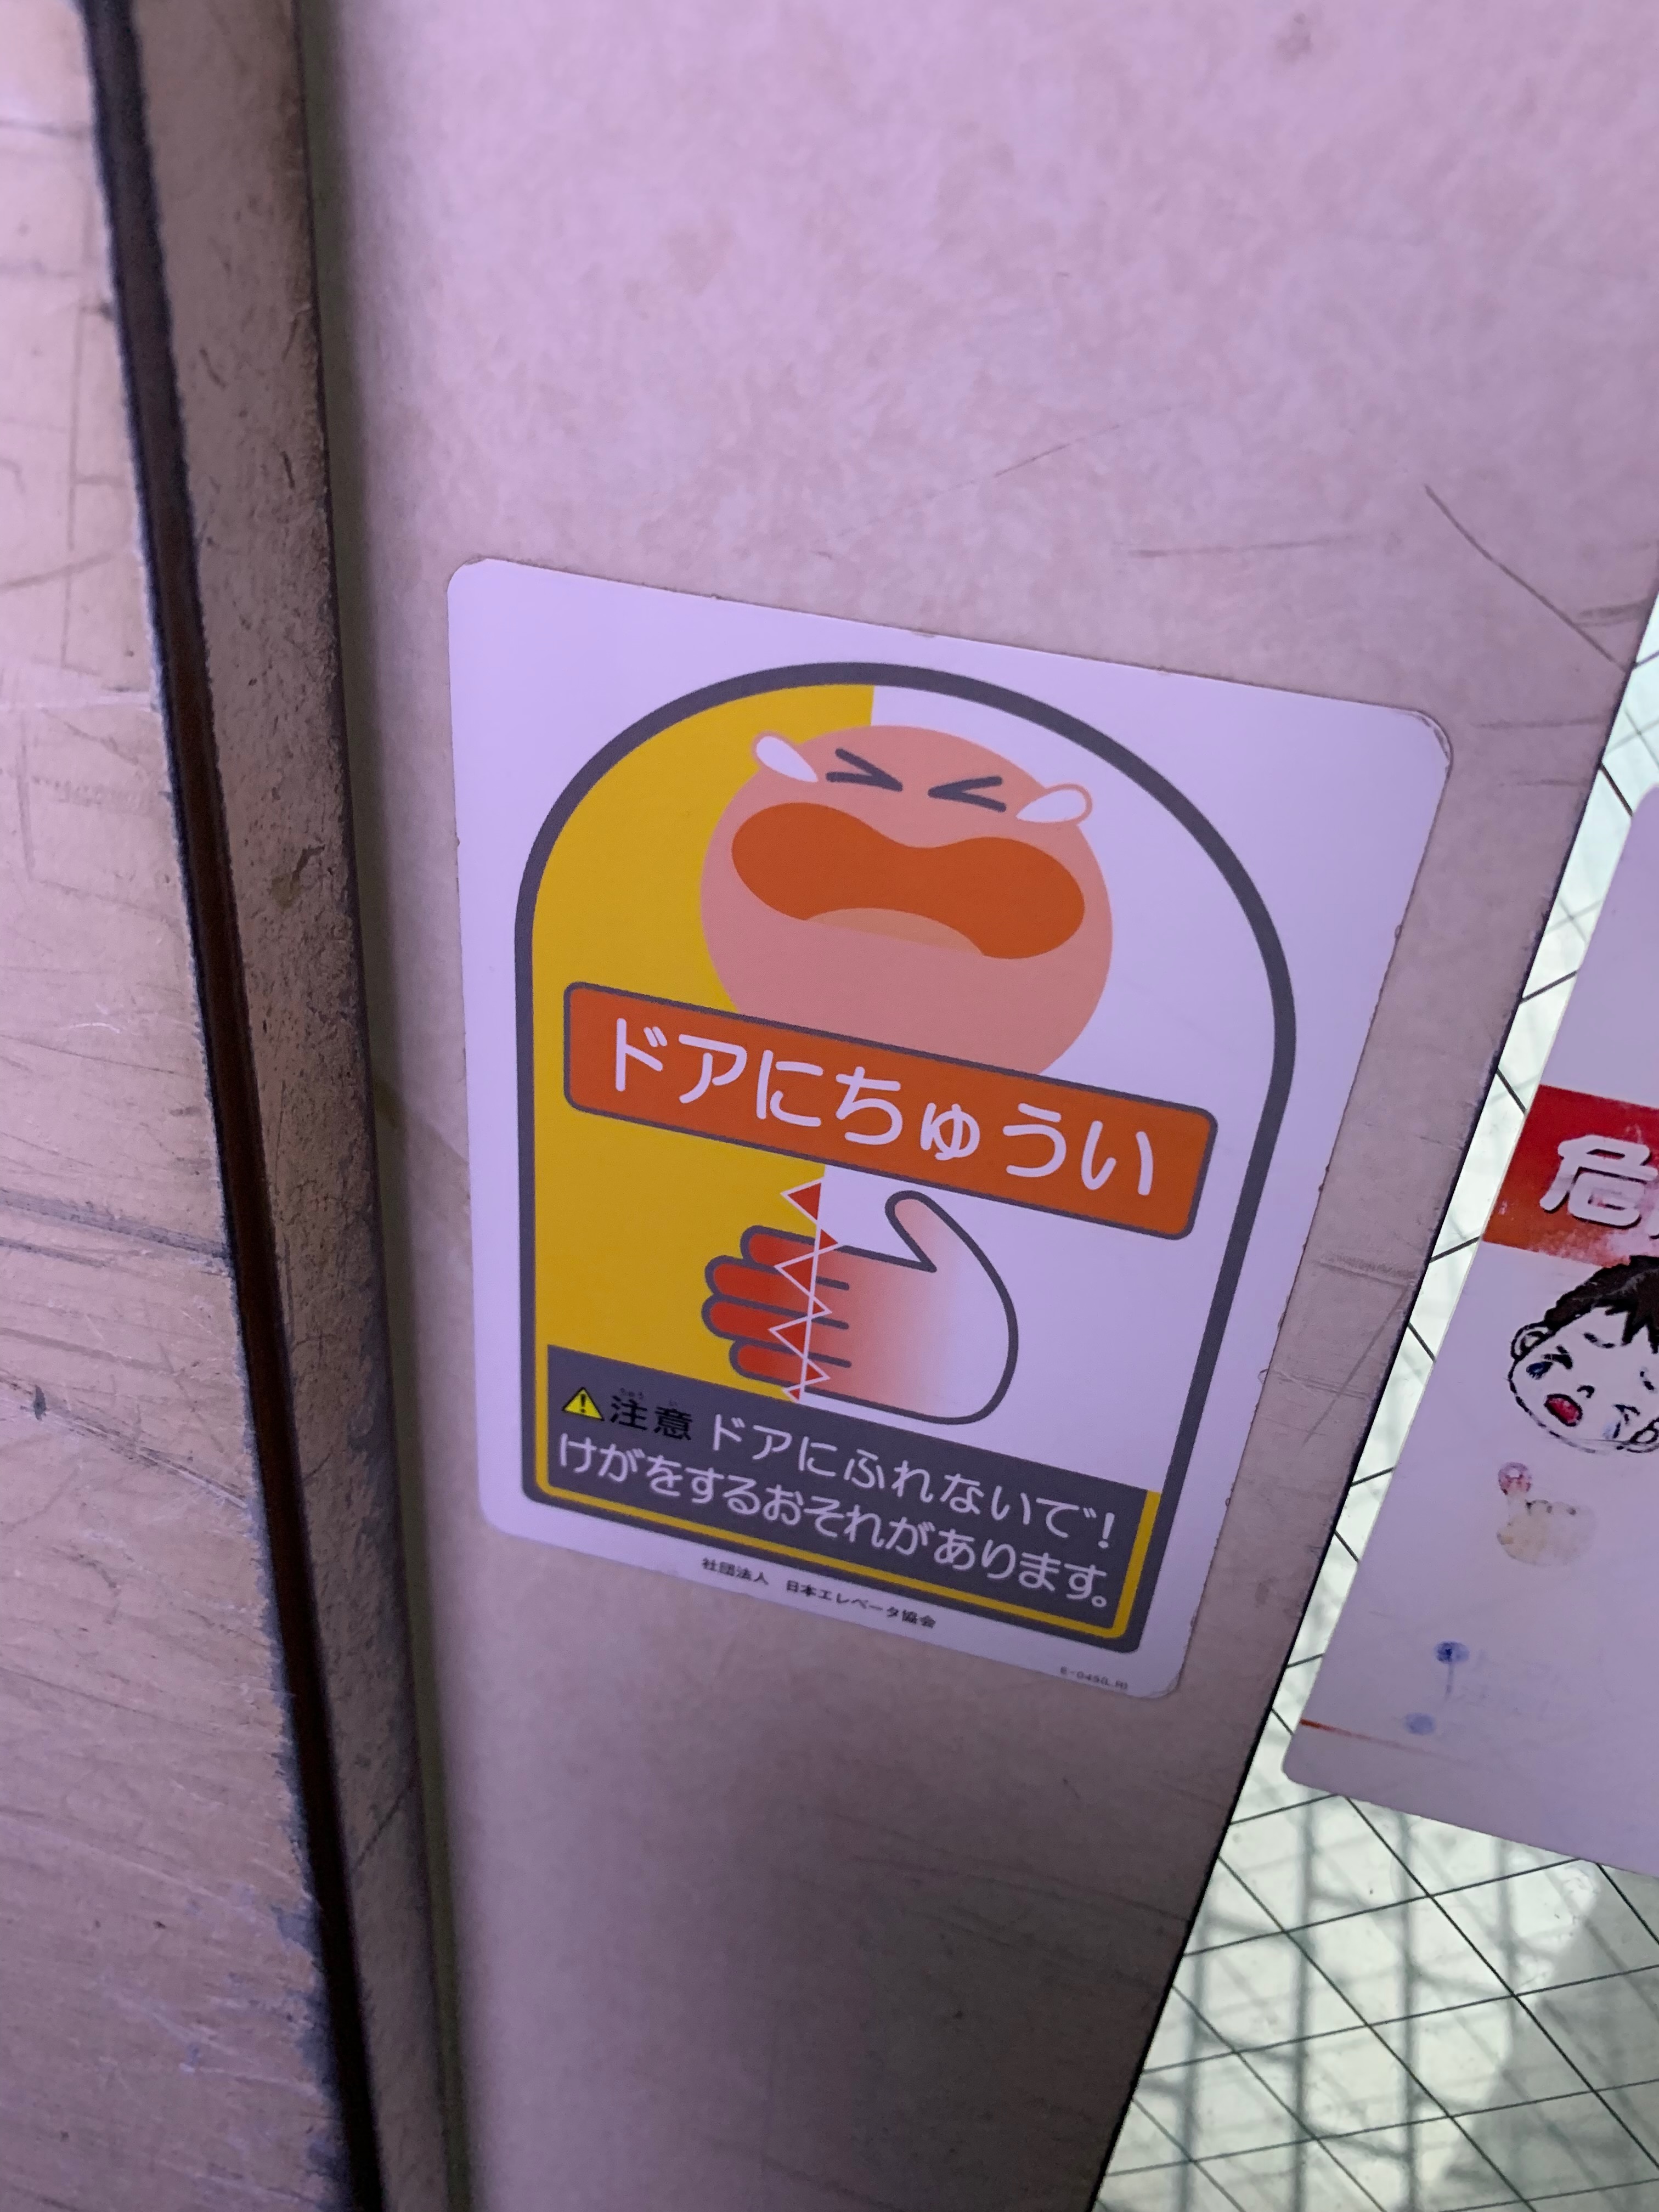 ドアにちゅうい
注意 ドアにふれないで!
けがをするおそれがあります。
社団法人 日本エレベータ協会
危